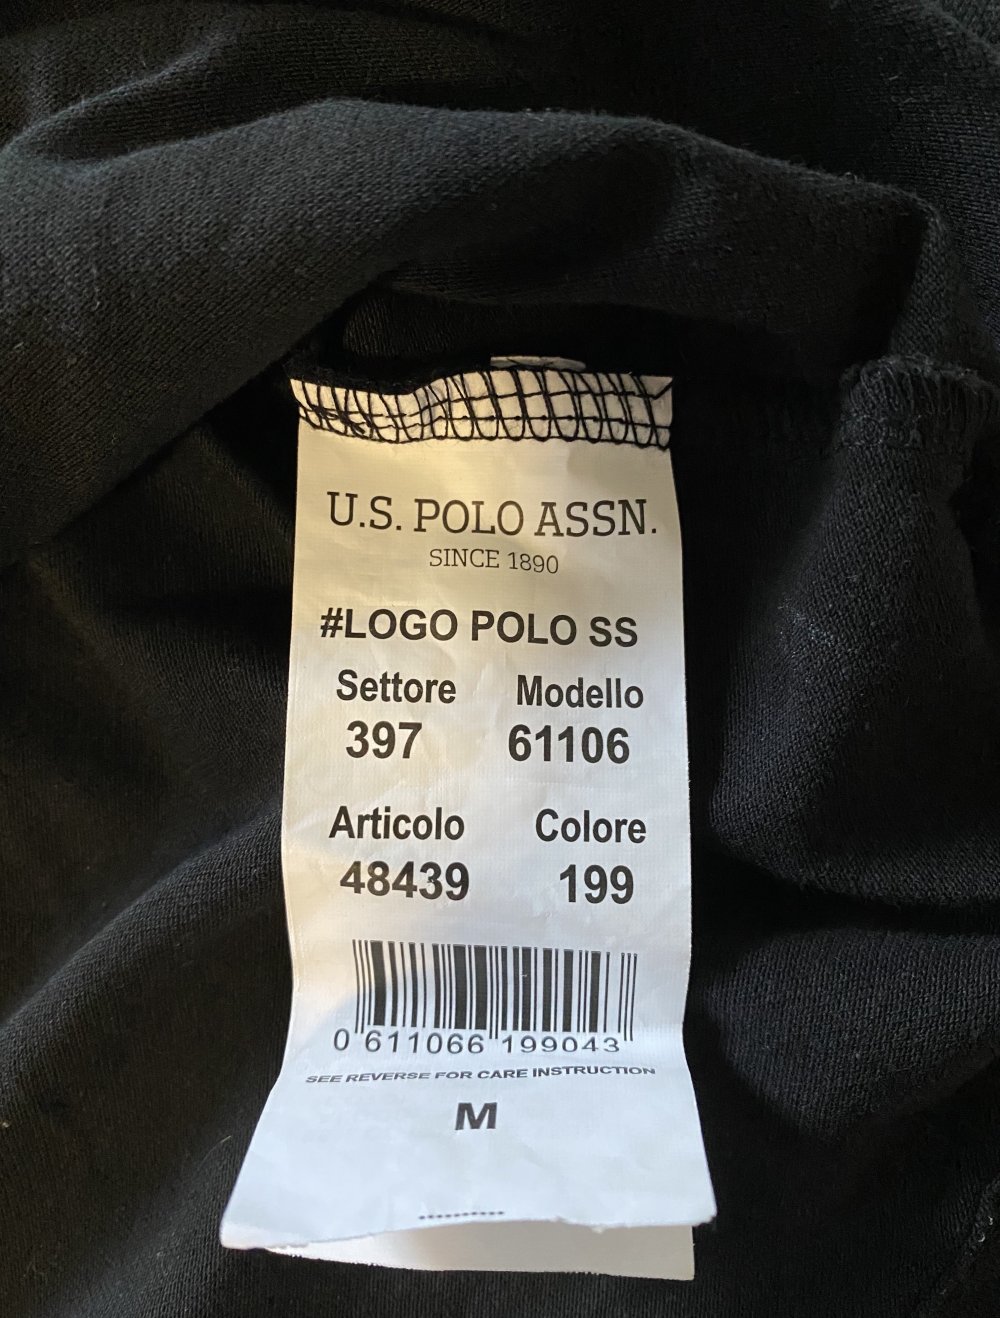 U.S. POLO ASSN.
SINCE 1890
#LOGO POLO SS
Settore Modello
397 61106
Articolo Colore
48439 199
0 611066 199043
SEE REVERSE FOR CARE INSTRUCTION
M